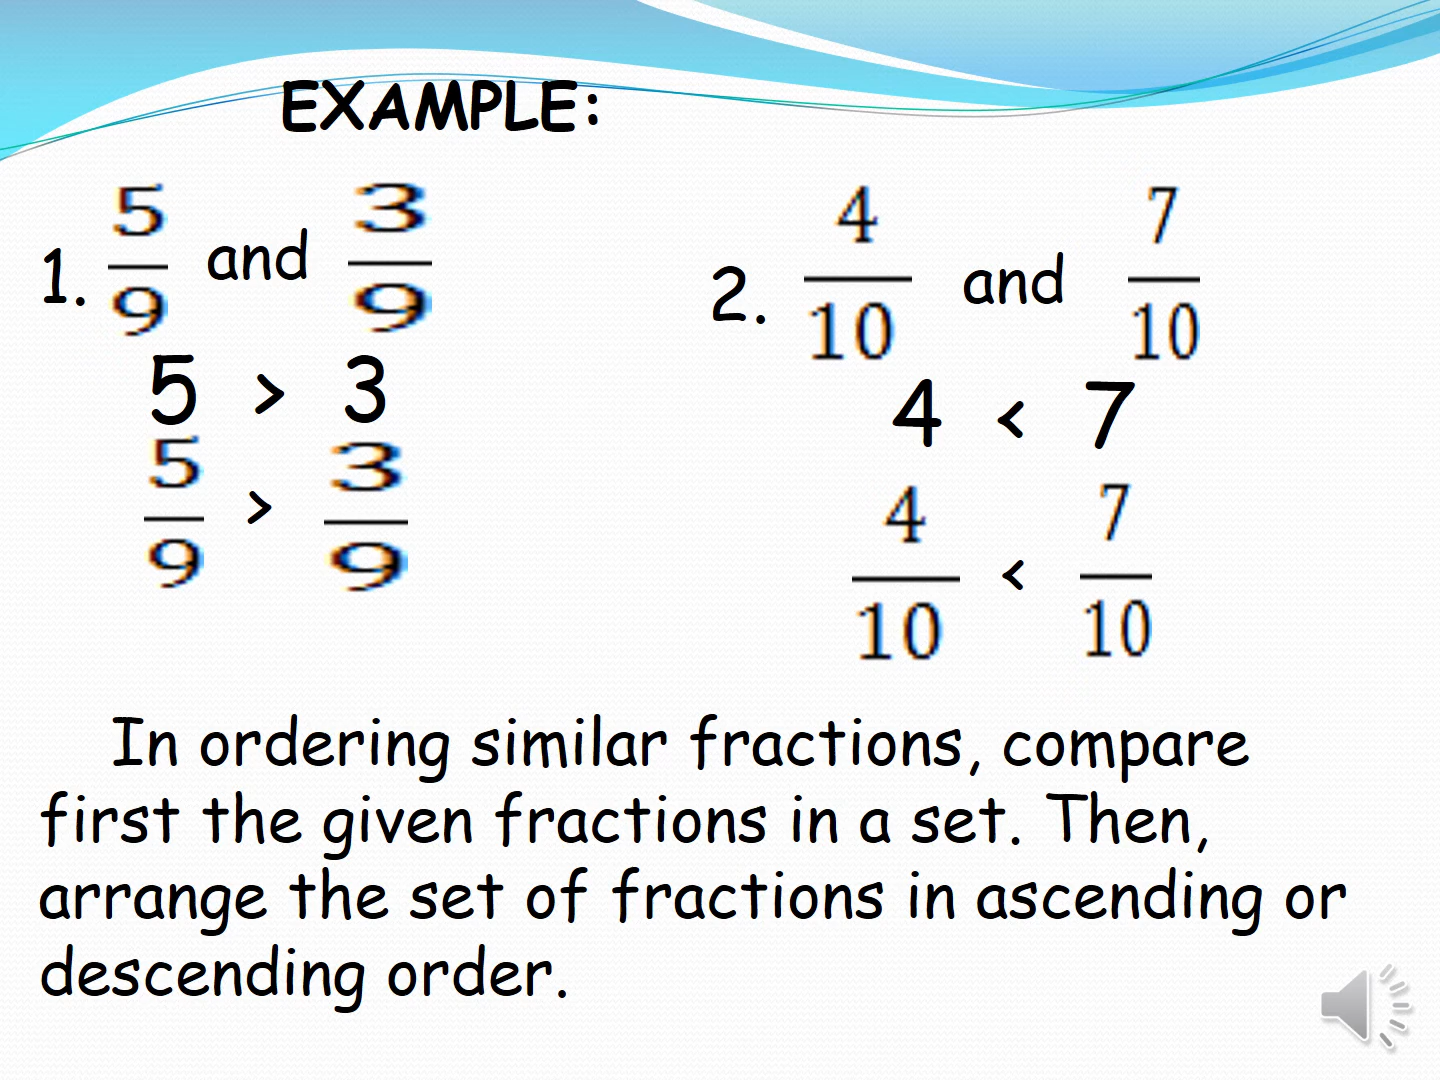 EXAMPLE:
1. 5/9 and 3/9
5 > 3
5/9 > 3/9
2. 4/10 and 7/10
4 < 7
4/10 < 7/10
In ordering similar fractions, compare
first the given fractions in a set. Then,
arrange the set of fractions in ascending or
descending order.